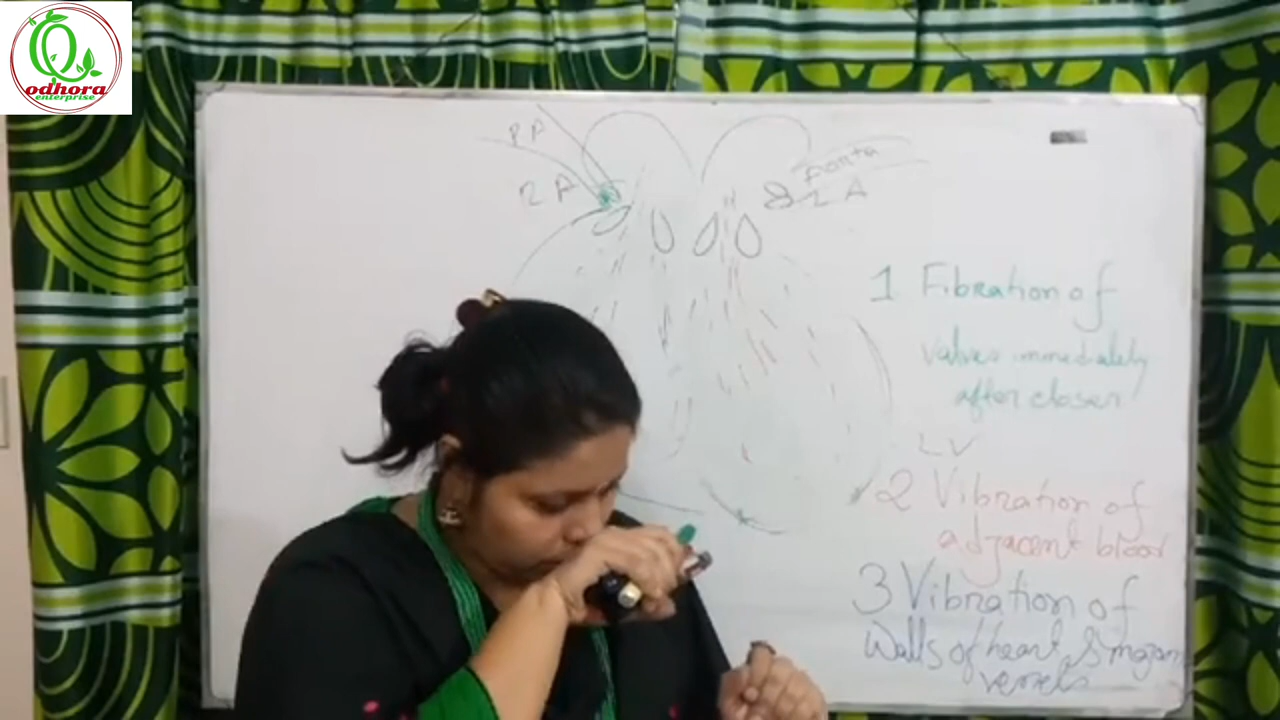 odhora
enterprise
PA
RA
Aorta
LA
1 Fibration of
valves immediately
after closer
LV
2 Vibration of
adjacent blood
3 Vibration of
Walls of heart & major
vessels